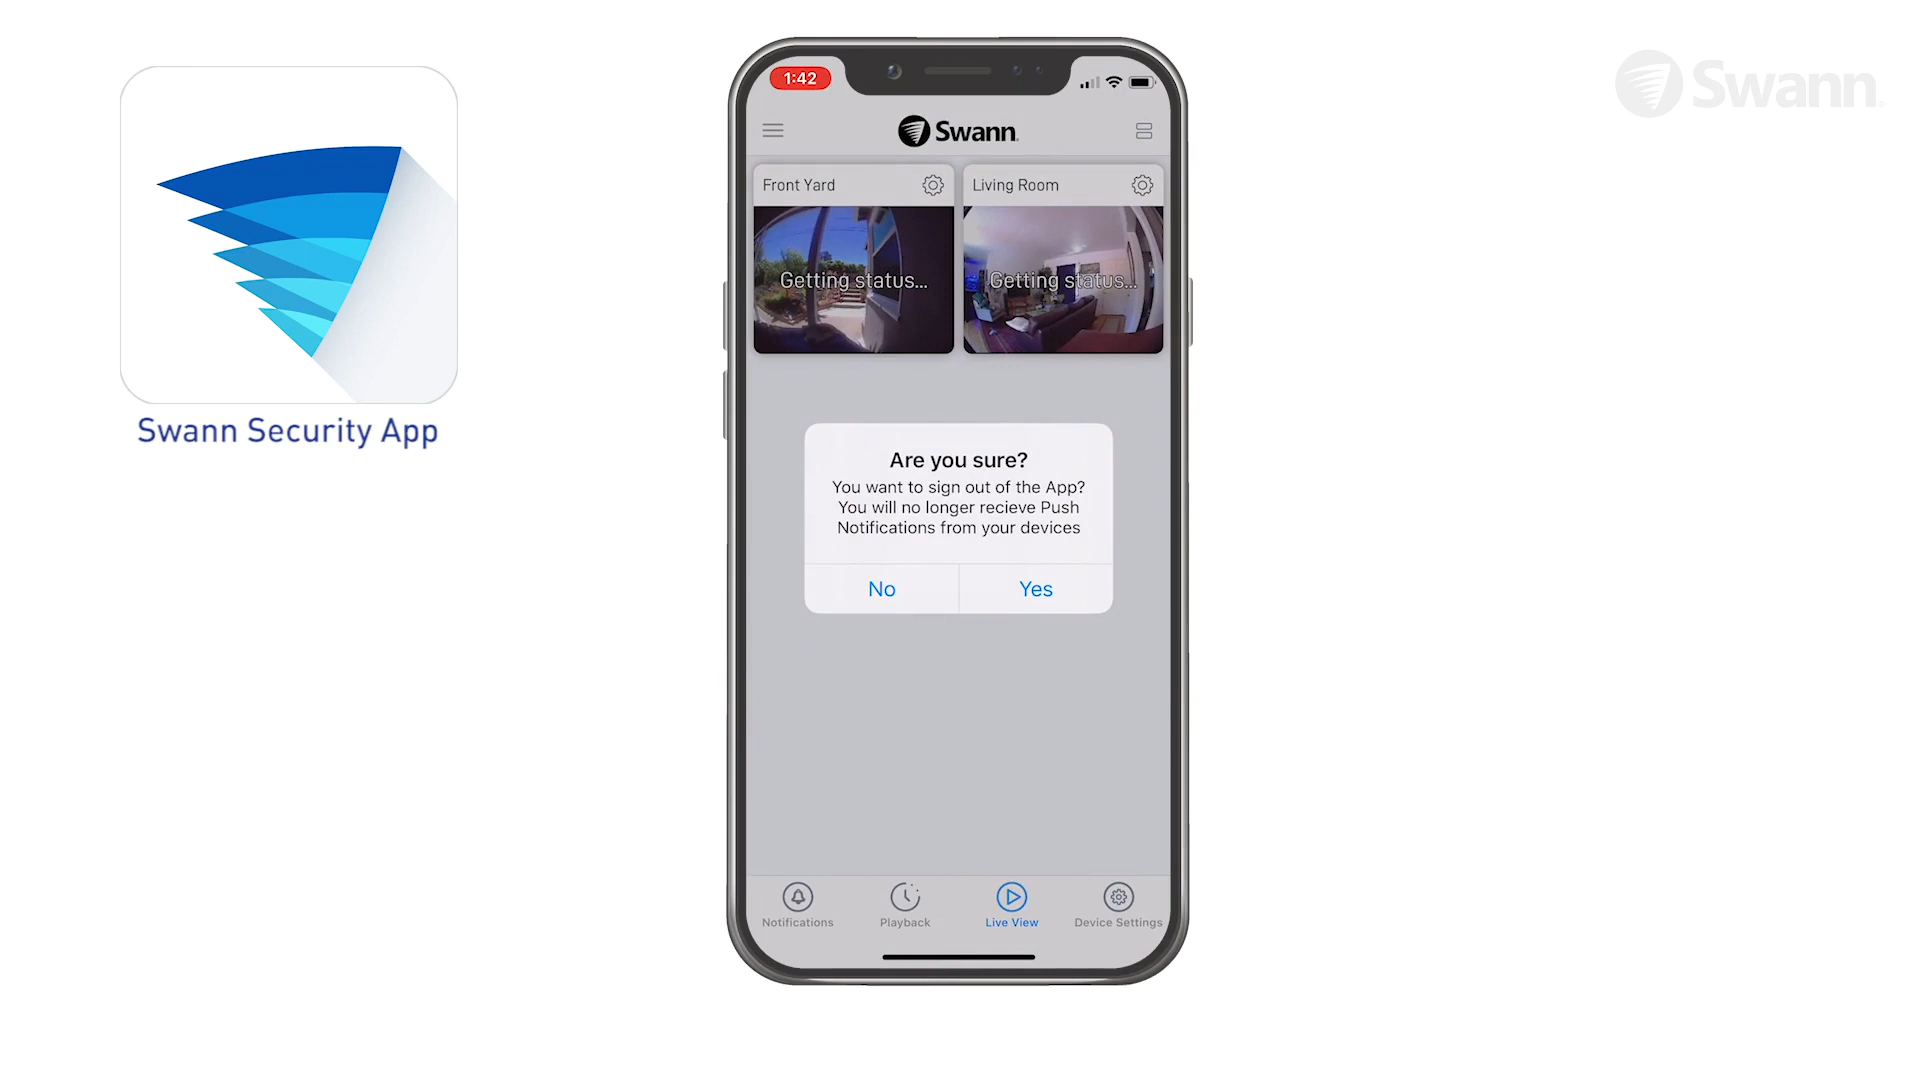 Swann Security App
1:42
Swann
Front Yard
Living Room
Getting status...
Getting status...
Are you sure?
You want to sign out of the App?
You will no longer recieve Push
Notifications from your devices
No
Yes
Notifications
Playback
Live View
Device Settings
Swann